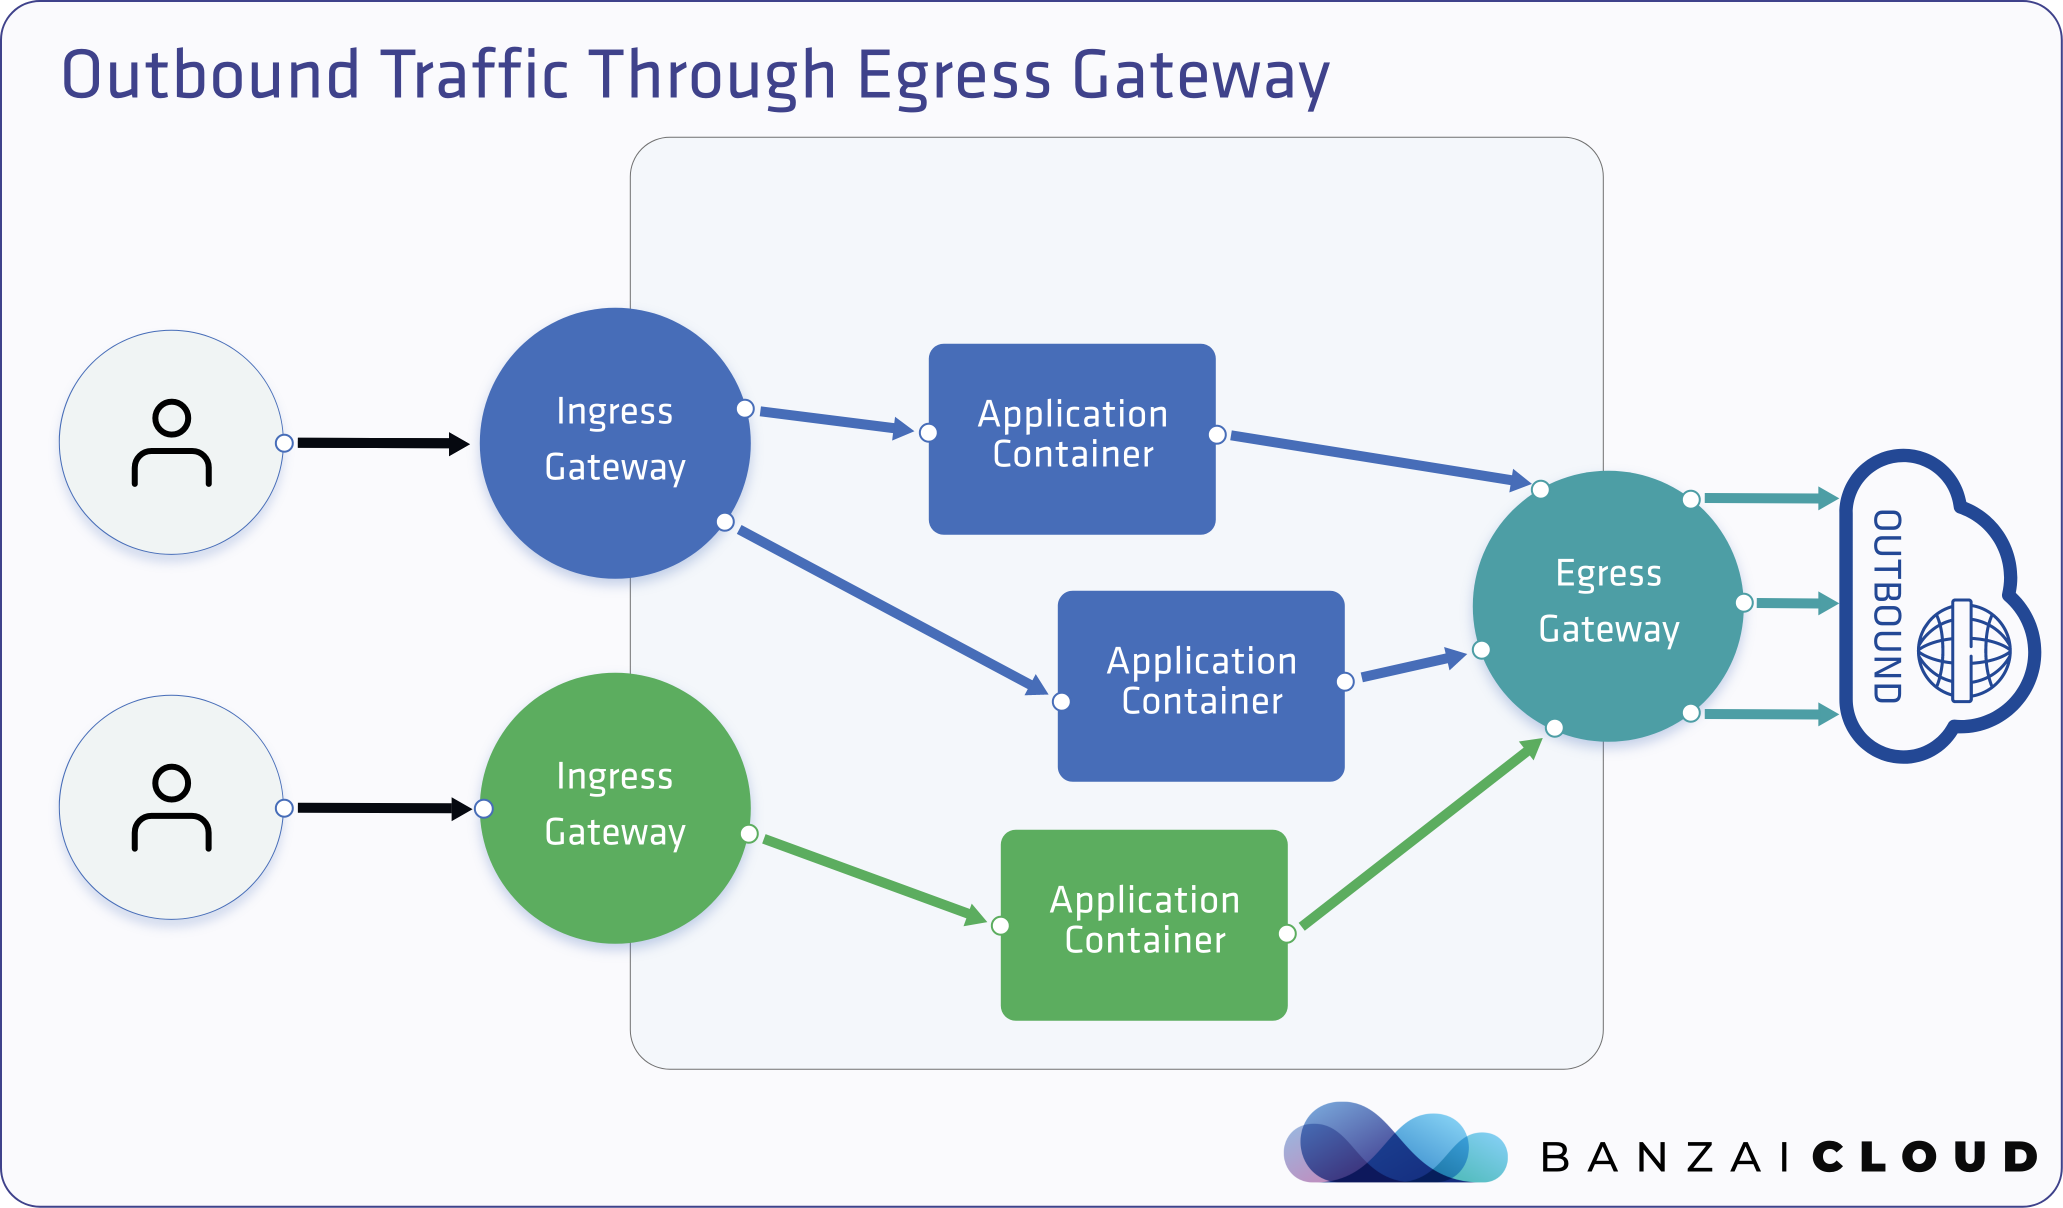 Outbound Traffic Through Egress Gateway
Ingress
Gateway
Application
Container
Egress
Gateway
OUTBOUND
Application
Container
Ingress
Gateway
Application
Container
BANZAICLOUD